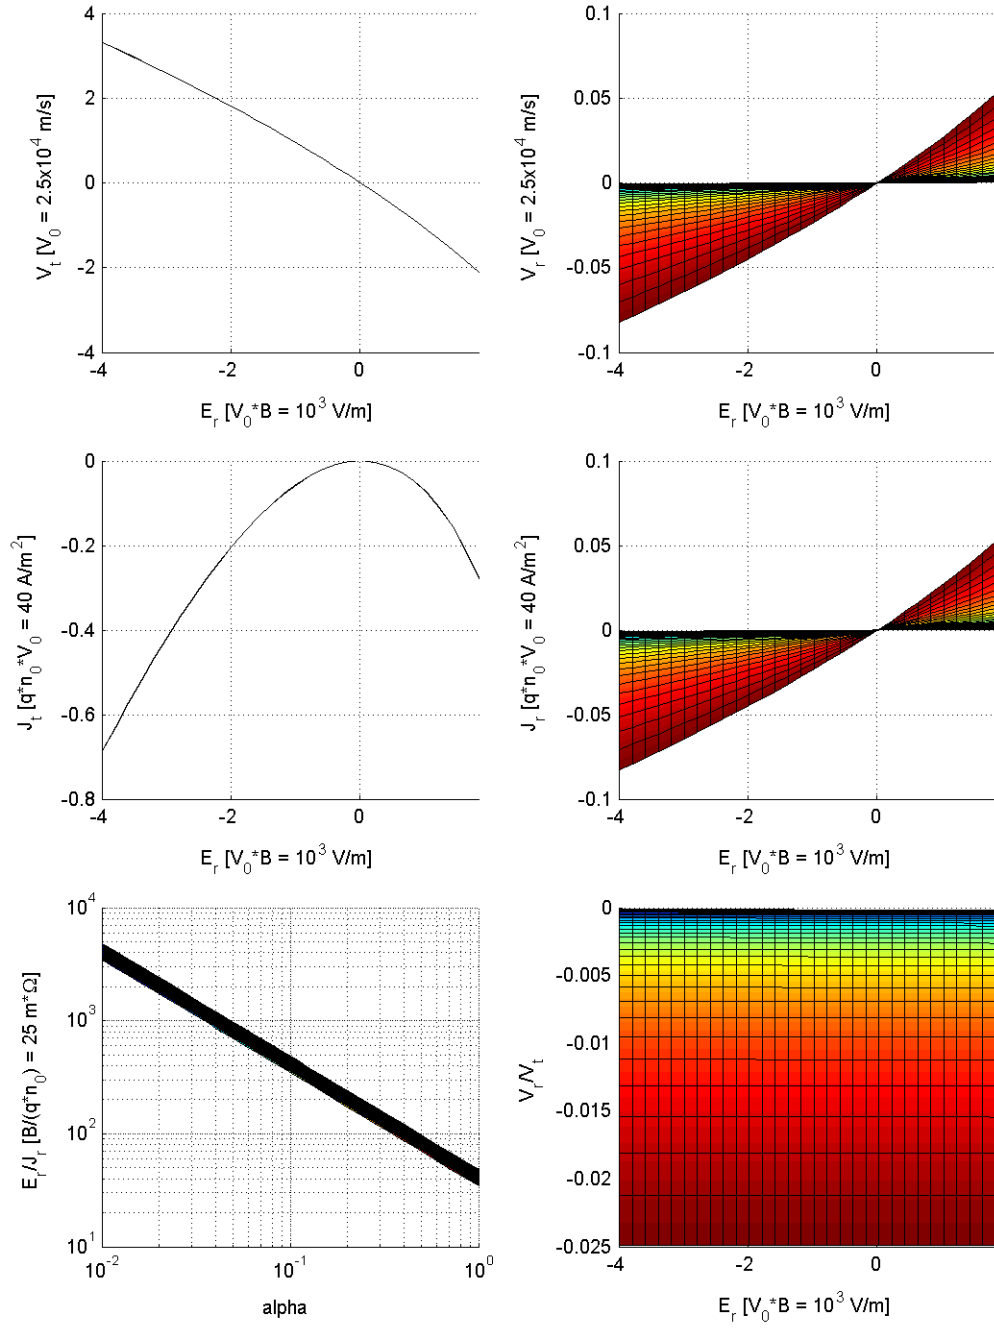 4
2
0
-2
-4
-4 -2 0
V_t [V_0 = 2.5x10^-4 m/s]
E_r [V_0*B = 10^3 V/m]
0.1
0.05
0
-0.05
-0.1
-4 -2 0
V_r [V_0 = 2.5x10^-4 m/s]
E_r [V_0*B = 10^3 V/m]
0
-0.2
-0.4
-0.6
-0.8
-4 -2 0
J_t [q*n_0*V_0 = 40 A/m^2]
E_r [V_0*B = 10^3 V/m]
0.1
0.05
0
-0.05
-0.1
-4 -2 0
J_r [q*n_0*V_0 = 40 A/m^2]
E_r [V_0*B = 10^3 V/m]
10^4
10^3
10^2
10^1
10^-2 10^-1 10^0
E_r/J_r [B/(q*n_0) = 25 m*Ω]
alpha
0
-0.005
-0.01
-0.015
-0.02
-0.025
-4 -2 0
V_r/V_t
E_r [V_0*B = 10^3 V/m]